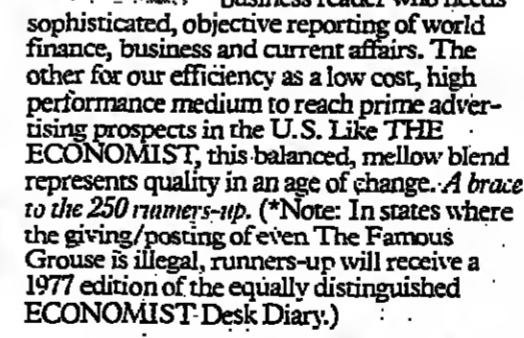 business reader who needs
sophisticated, objective reporting of world
finance, business and current affairs. The
other for our efficiency as a low cost, high
performance medium to reach prime adver-
tising prospects in the U.S. Like THE
ECONOMIST, this balanced, mellow blend
represents quality in an age of change. A brace
to the 250 runners-up. (*Note: In states where
the giving/posting of even The Famous
Grouse is illegal, runners-up will receive a
1977 edition of the equally distinguished
ECONOMIST Desk Diary.)